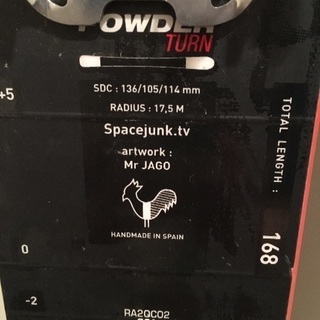 POWDER
TURN
SDC : 136/105/114 mm
RADIUS : 17,5 M
+5
Spacejunk.tv
artwork :
Mr JAGO
TOTAL LENGTH : 168
HANDMADE IN SPAIN
0
-2
RA2QC02